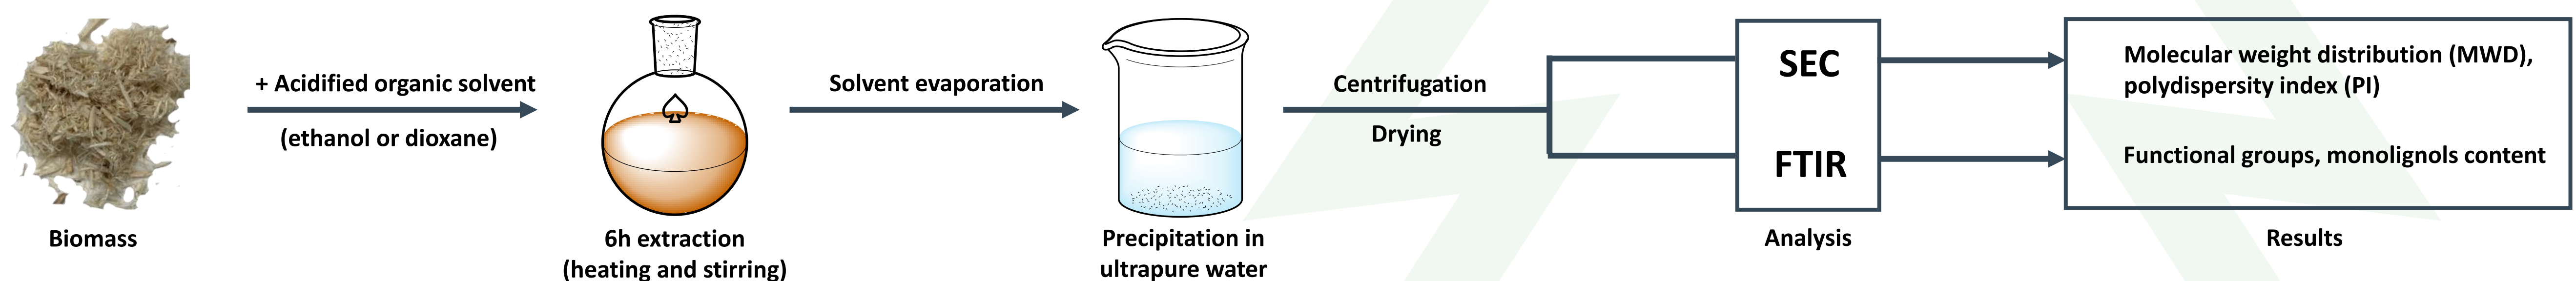 Biomass
+ Acidified organic solvent
(ethanol or dioxane)
6h extraction
(heating and stirring)
Solvent evaporation
Precipitation in
ultrapure water
Centrifugation
Drying
SEC
FTIR
Analysis
Molecular weight distribution (MWD),
polydispersity index (PI)
Functional groups, monolignols content
Results